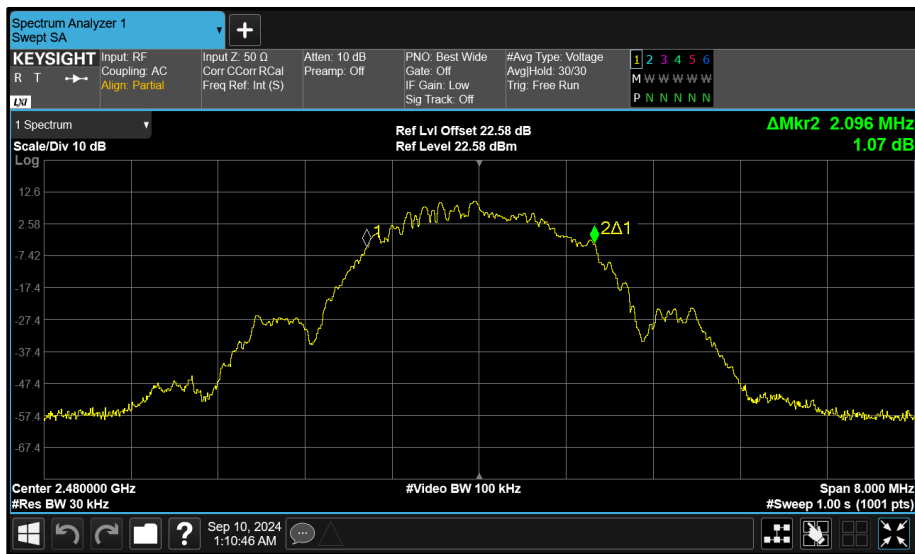 Spectrum Analyzer 1
Swept SA
+
KEYSIGHT
R T
LXI
Input: RF
Coupling: AC
Align: Partial
Input Z: 50 Ω
Corr CCorr RCal
Freq Ref: Int (S)
Atten: 10 dB
Preamp: Off
PNO: Best Wide
Gate: Off
IF Gain: Low
Sig Track: Off
#Avg Type: Voltage
Avg|Hold: 30/30
Trig: Free Run
1 2 3 4 5 6
M W W W W W
P N N N N N
1 Spectrum
Scale/Div 10 dB
Ref Lvl Offset 22.58 dB
Ref Level 22.58 dBm
ΔMkr2 2.096 MHz
1.07 dB
Log
12.6
2.58
-7.42
-17.4
-27.4
-37.4
-47.4
-57.4
-67.4
1
2Δ1
Center 2.480000 GHz
#Res BW 30 kHz
#Video BW 100 kHz
Span 8.000 MHz
#Sweep 1.00 s (1001 pts)
?
Sep 10, 2024
1:10:46 AM